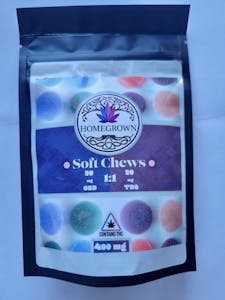 HOMEGROWN
Soft Chews
1:1
CBD
THC
CONTAINS THC
400 mg